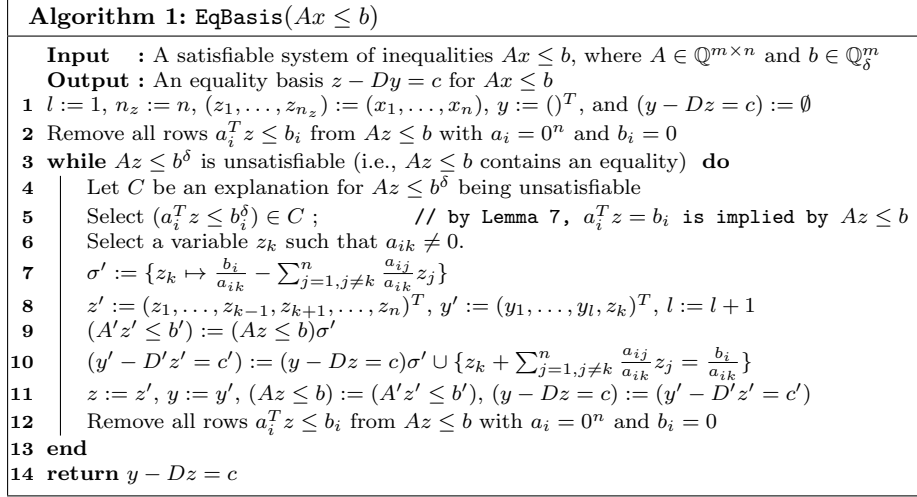 Algorithm 1: EqBasis(Ax ≤ b)
Input : A satisfiable system of inequalities Ax ≤ b, where A ∈ ℚ^{m×n} and b ∈ ℚ_δ^m
Output : An equality basis z − Dy = c for Ax ≤ b
1 l := 1, n_z := n, (z_1, . . . , z_{n_z}) := (x_1, . . . , x_n), y := ()^T, and (y − Dz = c) := ∅
2 Remove all rows a_i^T z ≤ b_i from Az ≤ b with a_i = 0^n and b_i = 0
3 while Az ≤ b^δ is unsatisfiable (i.e., Az ≤ b contains an equality) do
4 Let C be an explanation for Az ≤ b^δ being unsatisfiable
5 Select (a_i^T z ≤ b_i^δ) ∈ C ; // by Lemma 7, a_i^T z = b_i is implied by Az ≤ b
6 Select a variable z_k such that a_{ik} ≠ 0.
7 σ' := {z_k ↦ \frac{b_i}{a_{ik}} − ∑_{j=1,j≠k}^n \frac{a_{ij}}{a_{ik}} z_j}
8 z' := (z_1, . . . , z_{k−1}, z_{k+1}, . . . , z_n)^T, y' := (y_1, . . . , y_l, z_k)^T, l := l + 1
9 (A'z' ≤ b') := (Az ≤ b)σ'
10 (y' − D'z' = c') := (y − Dz = c)σ' ∪ {z_k + ∑_{j=1,j≠k}^n \frac{a_{ij}}{a_{ik}} z_j = \frac{b_i}{a_{ik}}}
11 z := z', y := y', (Az ≤ b) := (A'z' ≤ b'), (y − Dz = c) := (y' − D'z' = c')
12 Remove all rows a_i^T z ≤ b_i from Az ≤ b with a_i = 0^n and b_i = 0
13 end
14 return y − Dz = c